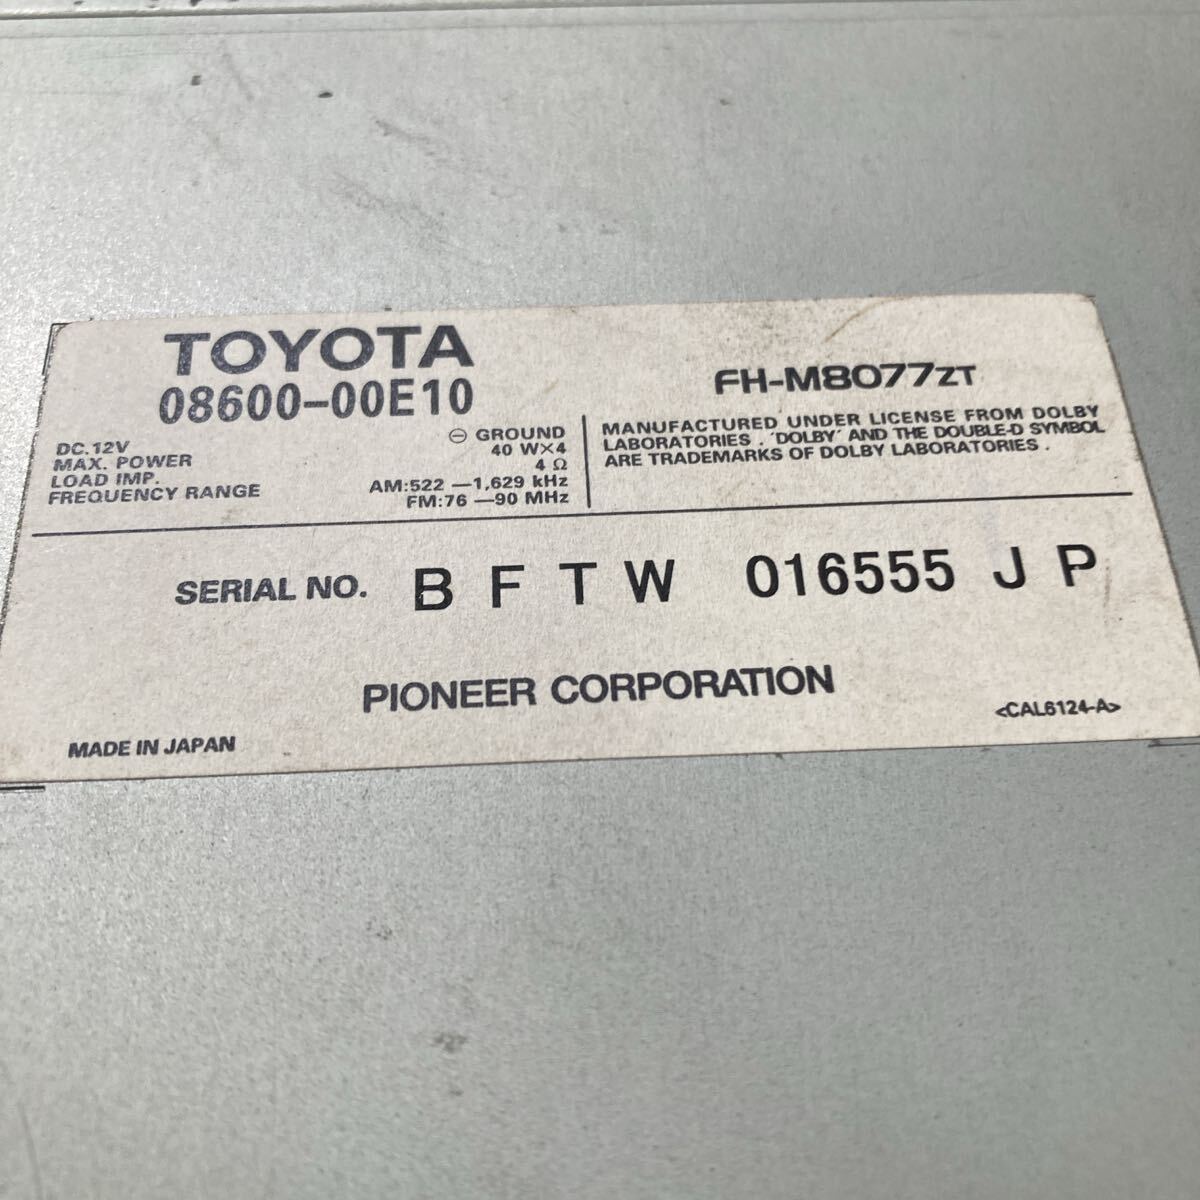 TOYOTA
08600-00E10
DC.12V ⊖ GROUND
MAX. POWER 40 W×4
LOAD IMP. 4 Ω
FREQUENCY RANGE AM:522 —1,629 kHz
FM:76 —90 MHz
FH-M8077ZT
MANUFACTURED UNDER LICENSE FROM DOLBY
LABORATORIES . 'DOLBY' AND THE DOUBLE-D SYMBOL
ARE TRADEMARKS OF DOLBY LABORATORIES .
SERIAL NO. B F T W 016555 J P
PIONEER CORPORATION
<CAL6124-A>
MADE IN JAPAN